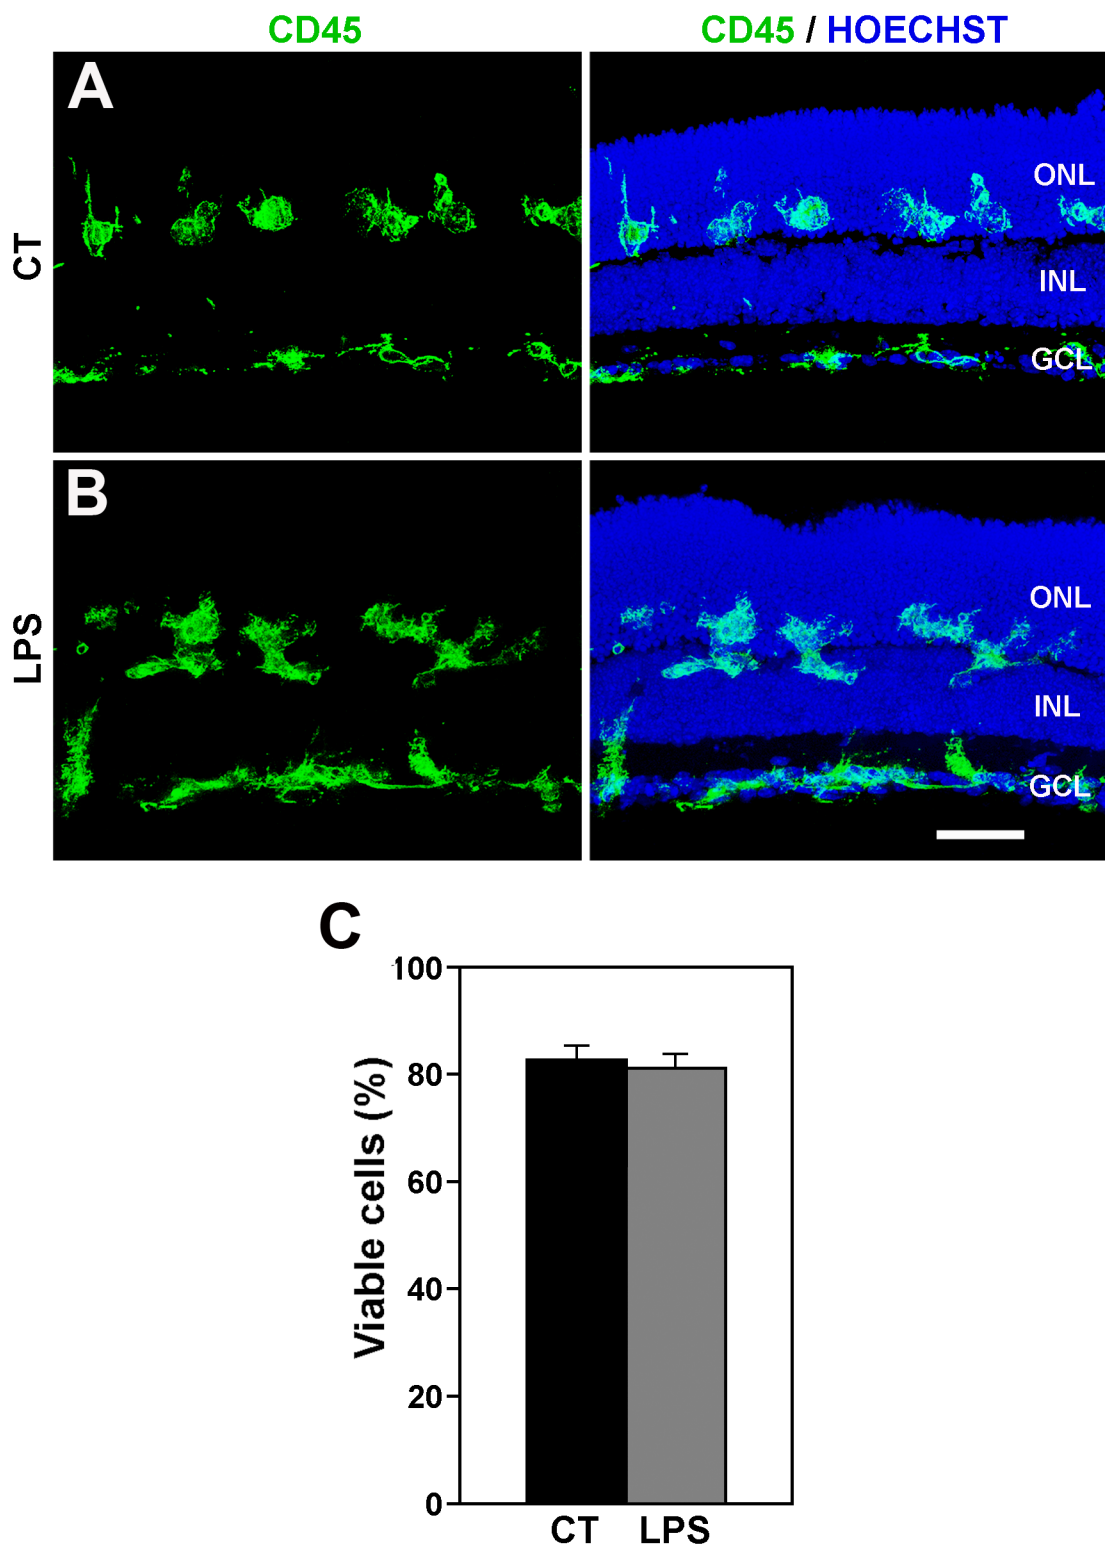 CD45
CD45 / HOECHST
A
CT
ONL
INL
GCL
B
LPS
ONL
INL
GCL
C
Viable cells (%)
100
80
60
40
20
0
CT LPS